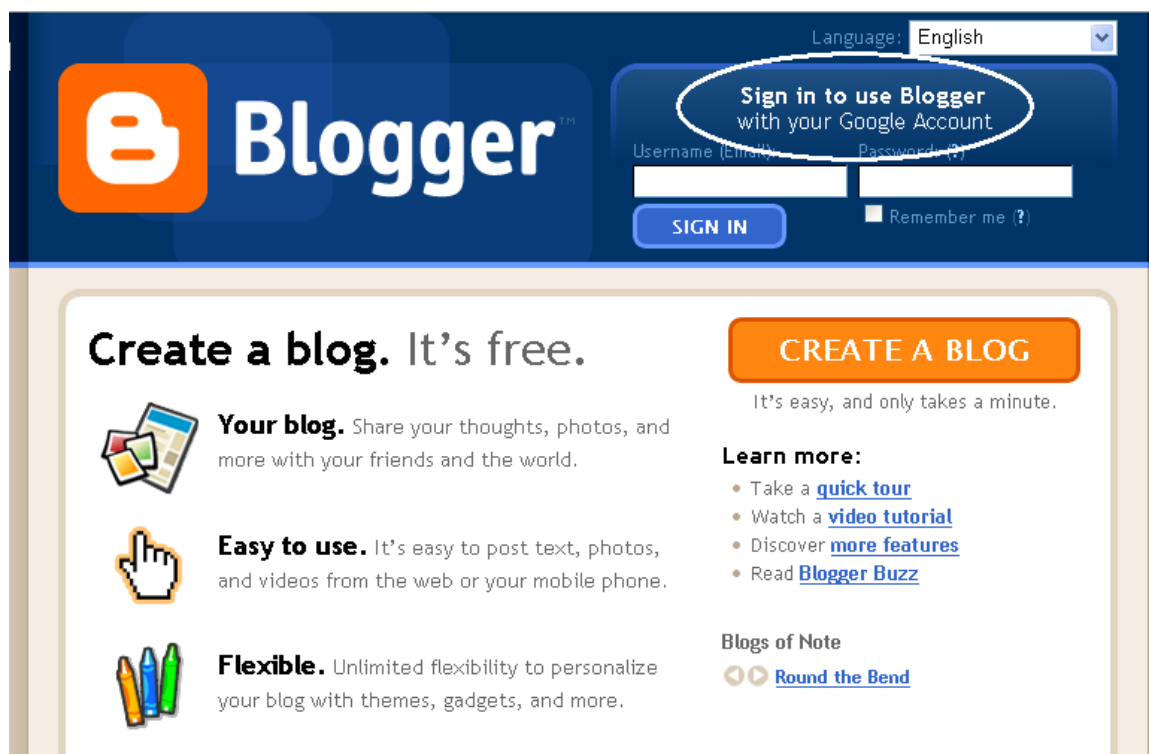 Language: English
Blogger™
Sign in to use Blogger
with your Google Account
Username (Email): Password: (?)
SIGN IN
Remember me (?)
Create a blog. It's free.
Your blog. Share your thoughts, photos, and
more with your friends and the world.
Easy to use. It's easy to post text, photos,
and videos from the web or your mobile phone.
Flexible. Unlimited flexibility to personalize
your blog with themes, gadgets, and more.
CREATE A BLOG
It's easy, and only takes a minute.
Learn more:
• Take a quick tour
• Watch a video tutorial
• Discover more features
• Read Blogger Buzz
Blogs of Note
Round the Bend